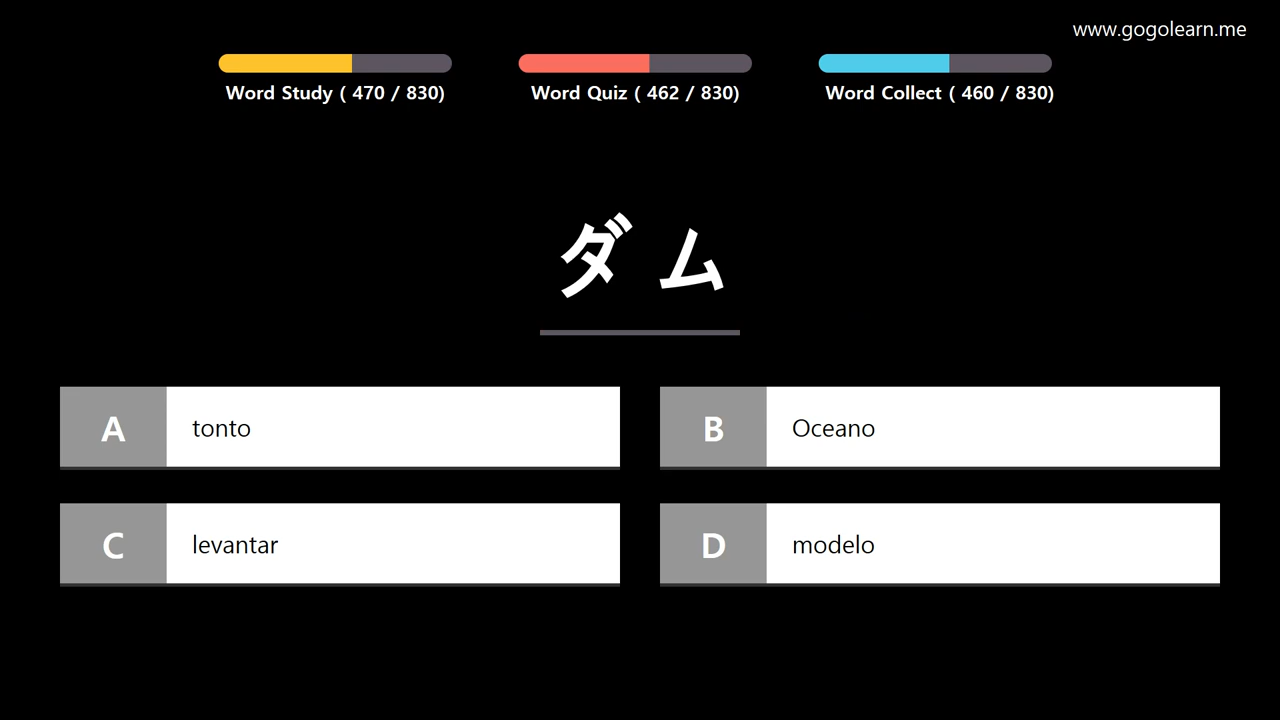 www.gogolearn.me
Word Study ( 470 / 830)
Word Quiz ( 462 / 830)
Word Collect ( 460 / 830)
ダム
A tonto
B Oceano
C levantar
D modelo